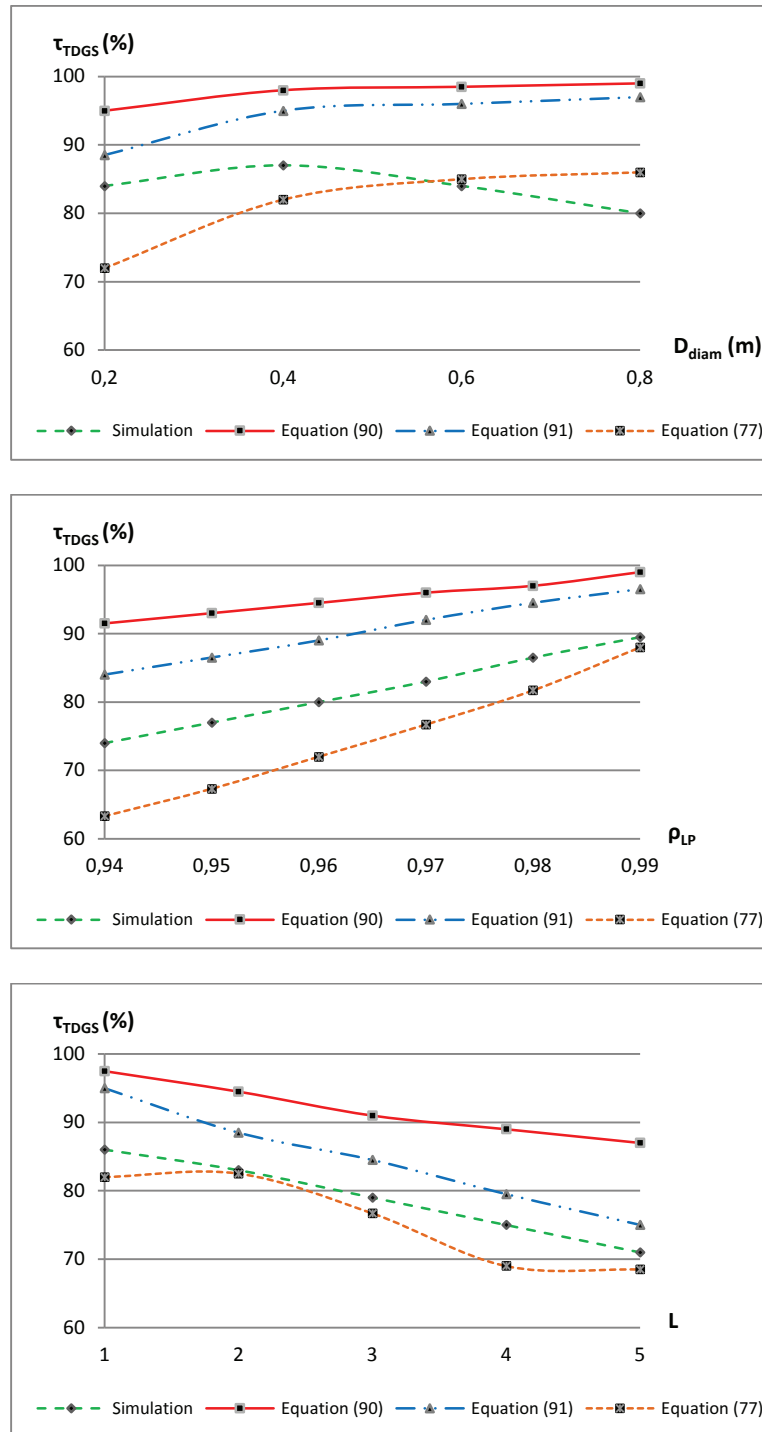 τTDGS (%)
100
90
80
70
60
Ddiam (m)
0,2 0,4 0,6 0,8
Simulation Equation (90) Equation (91) Equation (77)
τTDGS (%)
100
90
80
70
60
ρLP
0,94 0,95 0,96 0,97 0,98 0,99
Simulation Equation (90) Equation (91) Equation (77)
τTDGS (%)
100
90
80
70
60
L
1 2 3 4 5
Simulation Equation (90) Equation (91) Equation (77)